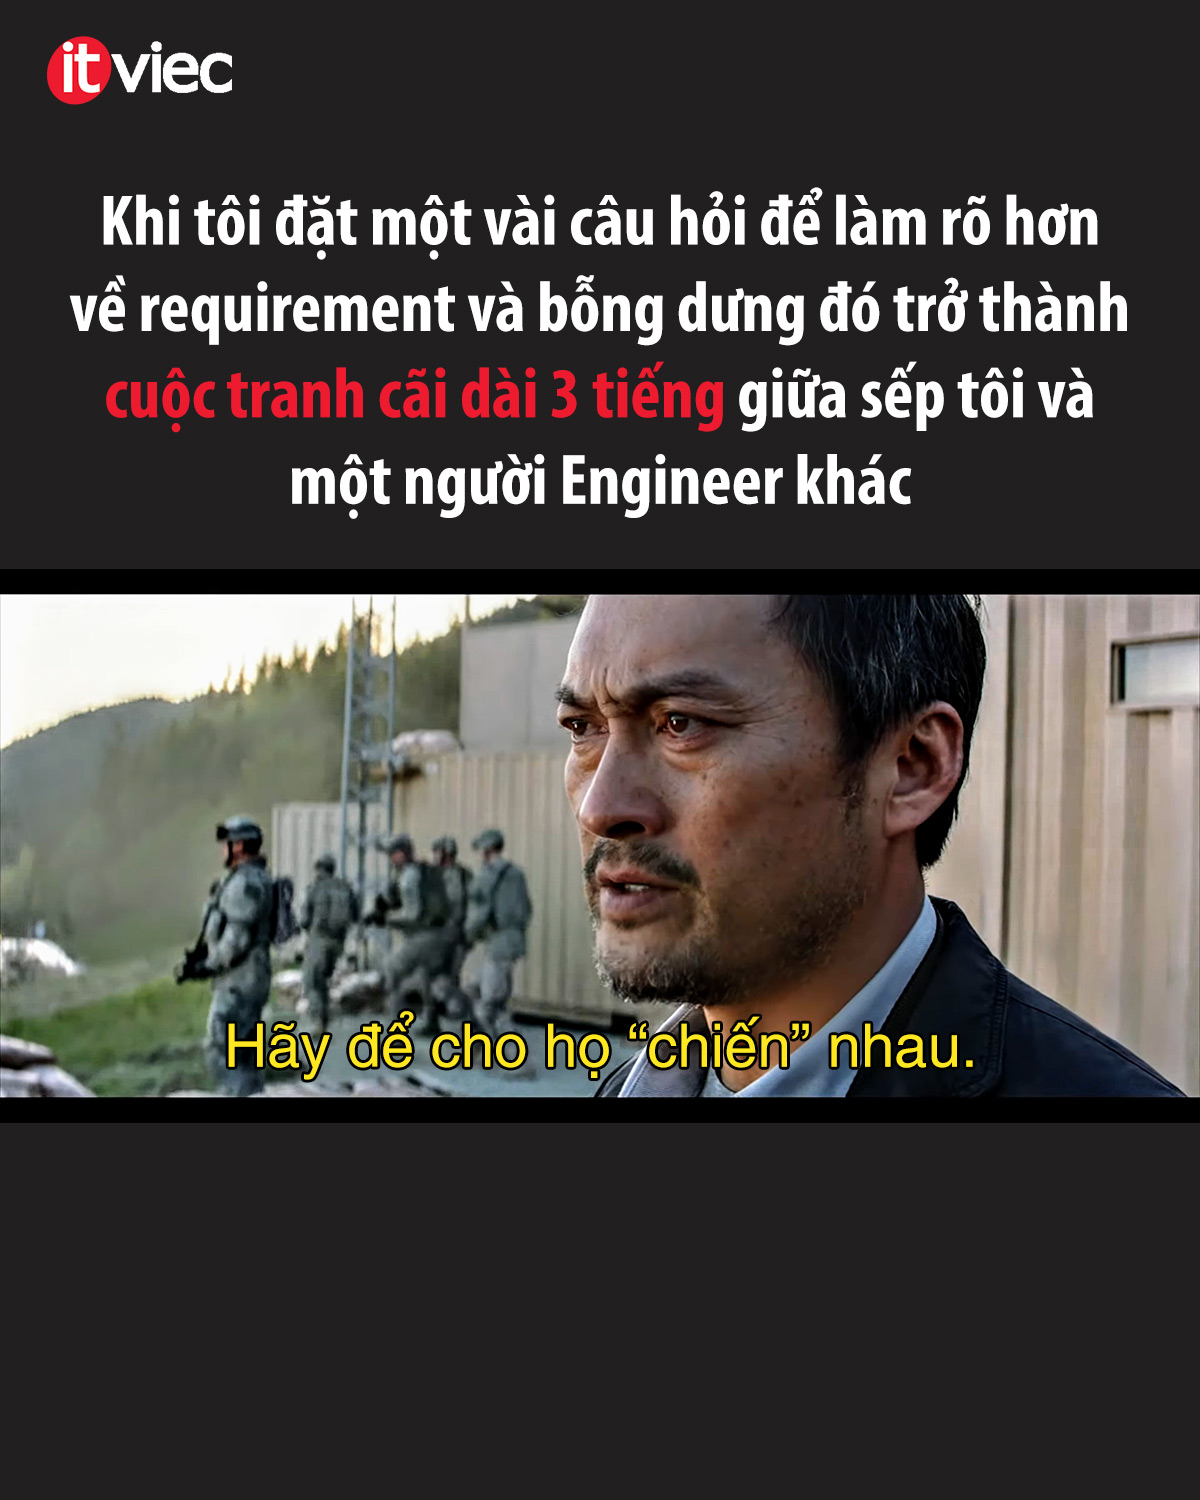 itviec
Khi tôi đặt một vài câu hỏi để làm rõ hơn
về requirement và bỗng dưng đó trở thành
cuộc tranh cãi dài 3 tiếng giữa sếp tôi và
một người Engineer khác
Hãy để cho họ “chiến” nhau.